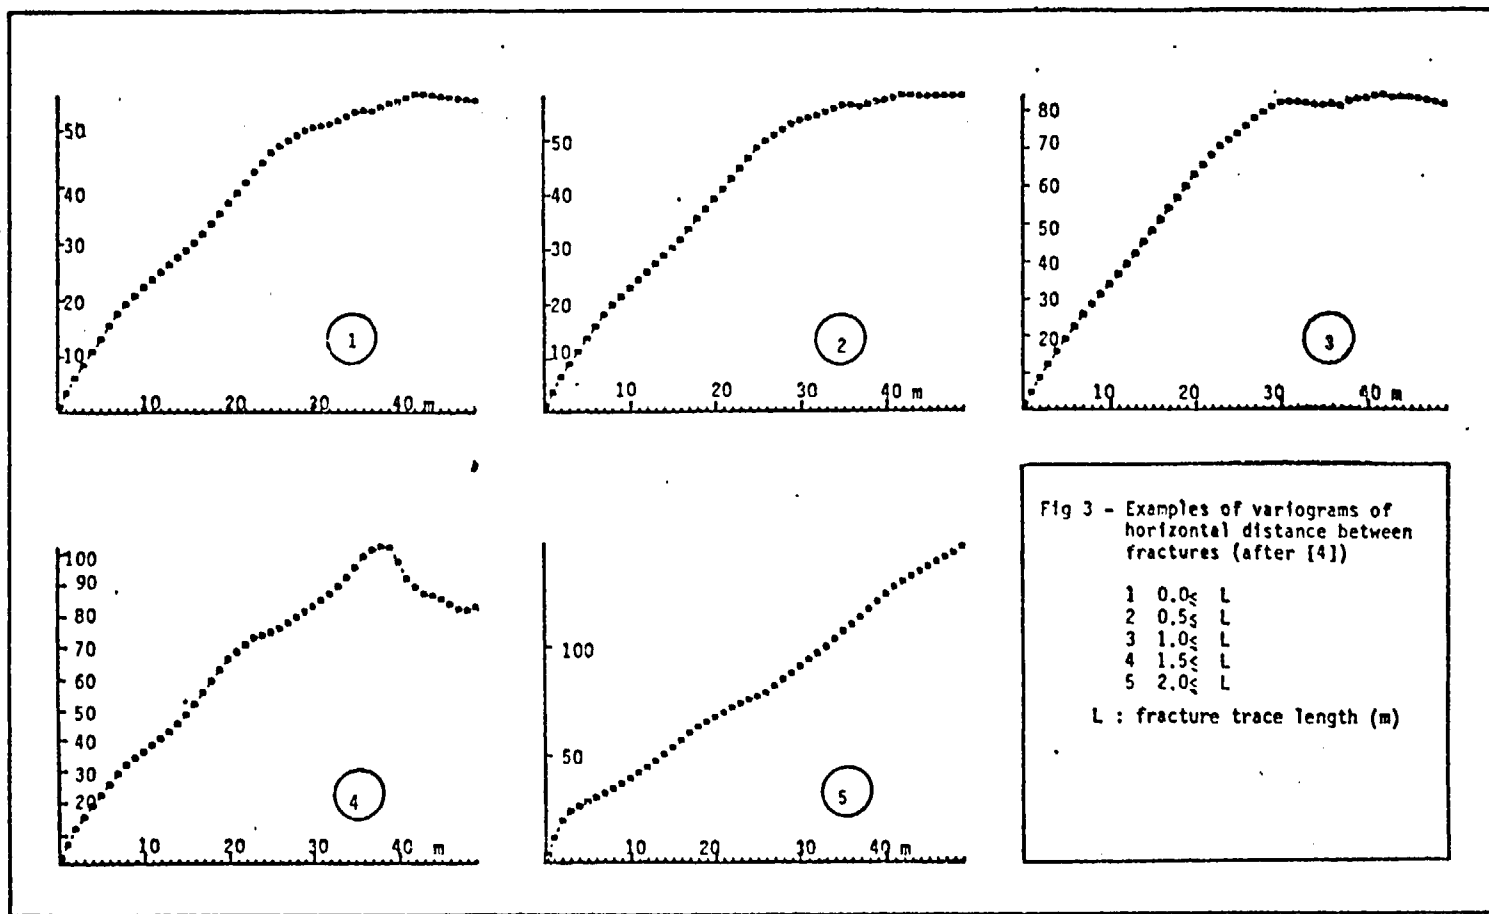 50
40
30
20
10
10 20 30 40 m
1
50
40
30
20
10
10 20 30 40 m
2
80
70
60
50
40
30
20
10 20 30 40 m
3
100
90
80
70
60
50
40
30
20
10 20 30 40 m
4
100
50
10 20 30 40 m
5
Fig 3 - Examples of variograms of
horizontal distance between
fractures (after [4])
1 0.0≤ L
2 0.5≤ L
3 1.0≤ L
4 1.5≤ L
5 2.0≤ L
L : fracture trace length (m)